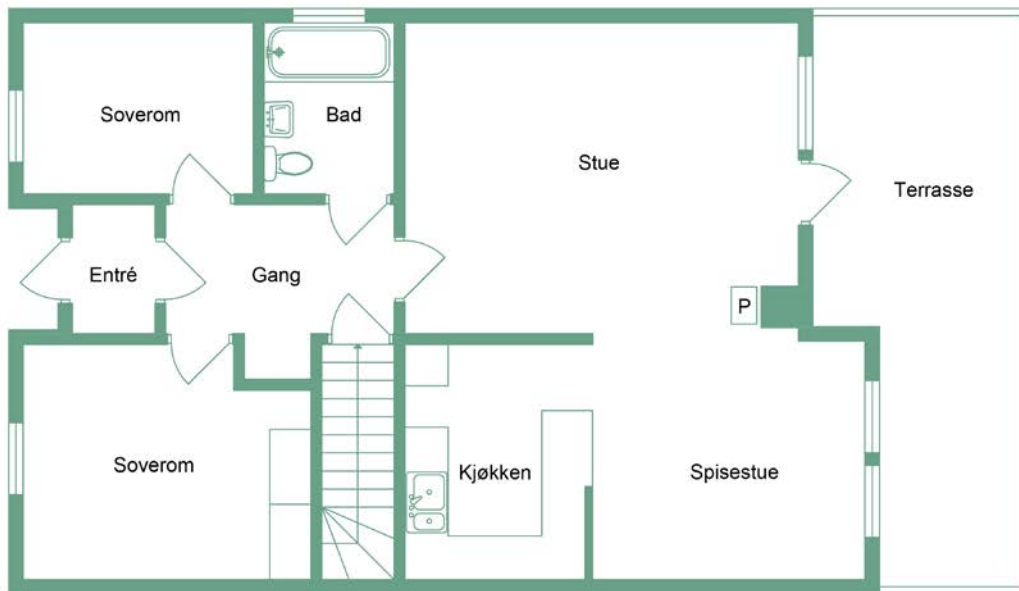 Soverom
Bad
Stue
Terrasse
Entré
Gang
P
Soverom
Kjøkken
Spisestue